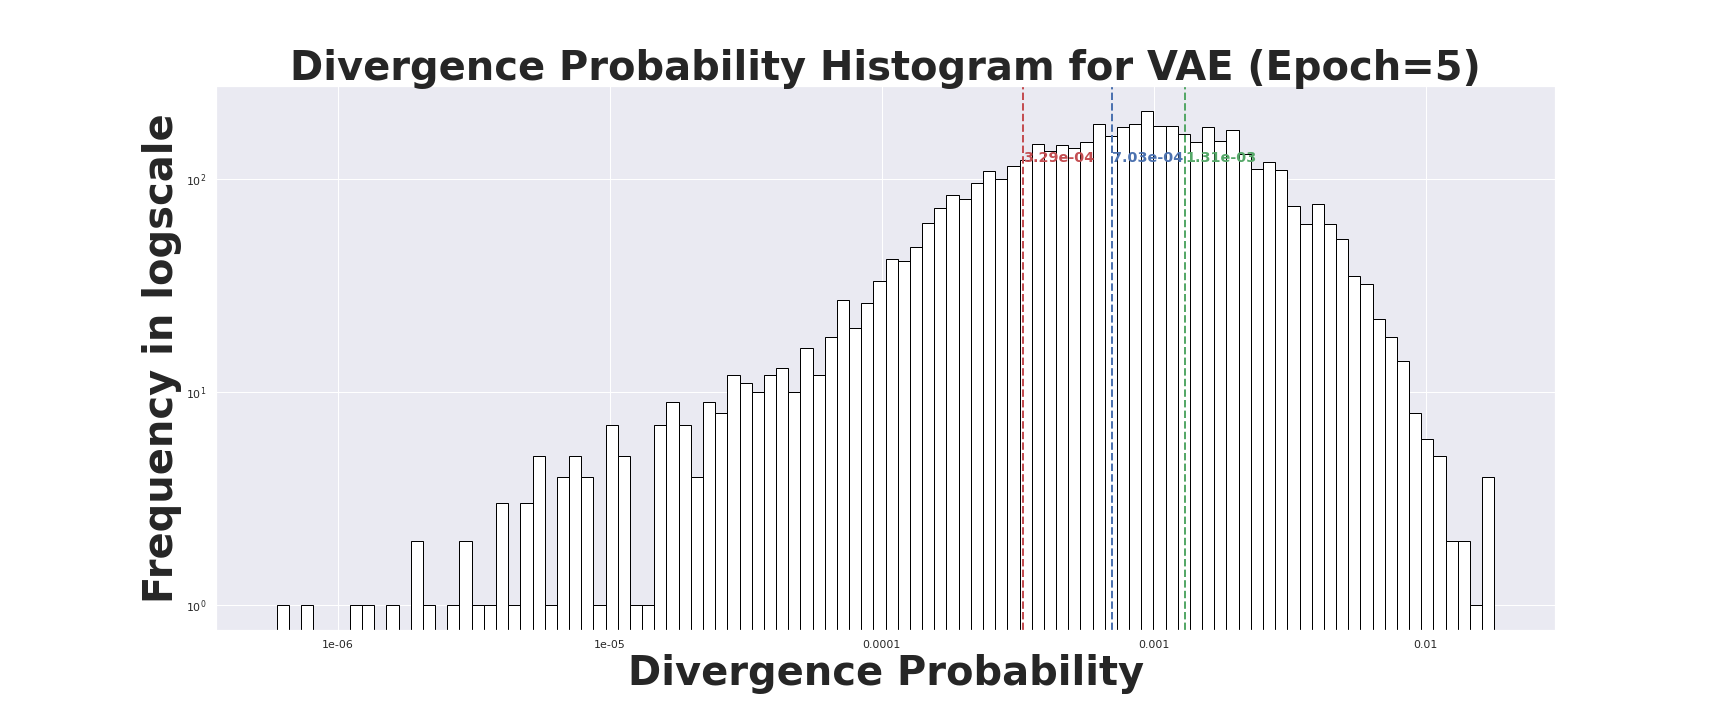 Divergence Probability Histogram for VAE (Epoch=5)
Frequency in logscale
10²
10¹
10⁰
3.29e-04
7.03e-04
1.31e-03
1e-06
1e-05
0.0001
0.001
0.01
Divergence Probability